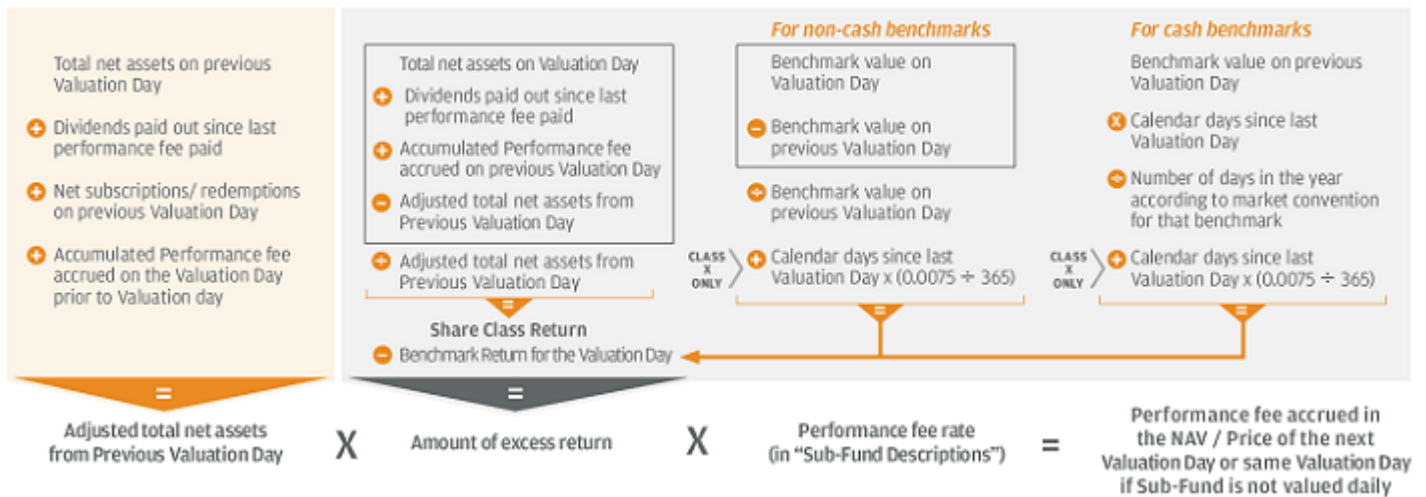 Total net assets on previous
Valuation Day
+ Dividends paid out since last
performance fee paid
+ Net subscriptions/ redemptions
on previous Valuation Day
+ Accumulated Performance fee
accrued on the Valuation Day
prior to Valuation day
=
Adjusted total net assets
from Previous Valuation Day
X
Total net assets on Valuation Day
+ Dividends paid out since last
performance fee paid
+ Accumulated Performance fee
accrued on previous Valuation Day
− Adjusted total net assets from
Previous Valuation Day
÷ Adjusted total net assets from
Previous Valuation Day
=
Share Class Return
− Benchmark Return for the Valuation Day
=
Amount of excess return
For non-cash benchmarks
Benchmark value on
Valuation Day
− Benchmark value on
previous Valuation Day
÷ Benchmark value on
previous Valuation Day
CLASS
X
ONLY
+ Calendar days since last
Valuation Day x (0.0075 ÷ 365)
=
For cash benchmarks
Benchmark value on previous
Valuation Day
X Calendar days since last
Valuation Day
÷ Number of days in the year
according to market convention
for that benchmark
CLASS
X
ONLY
+ Calendar days since last
Valuation Day x (0.0075 ÷ 365)
=
X
Performance fee rate
(in “Sub-Fund Descriptions”)
=
Performance fee accrued in
the NAV / Price of the next
Valuation Day or same Valuation Day
if Sub-Fund is not valued daily